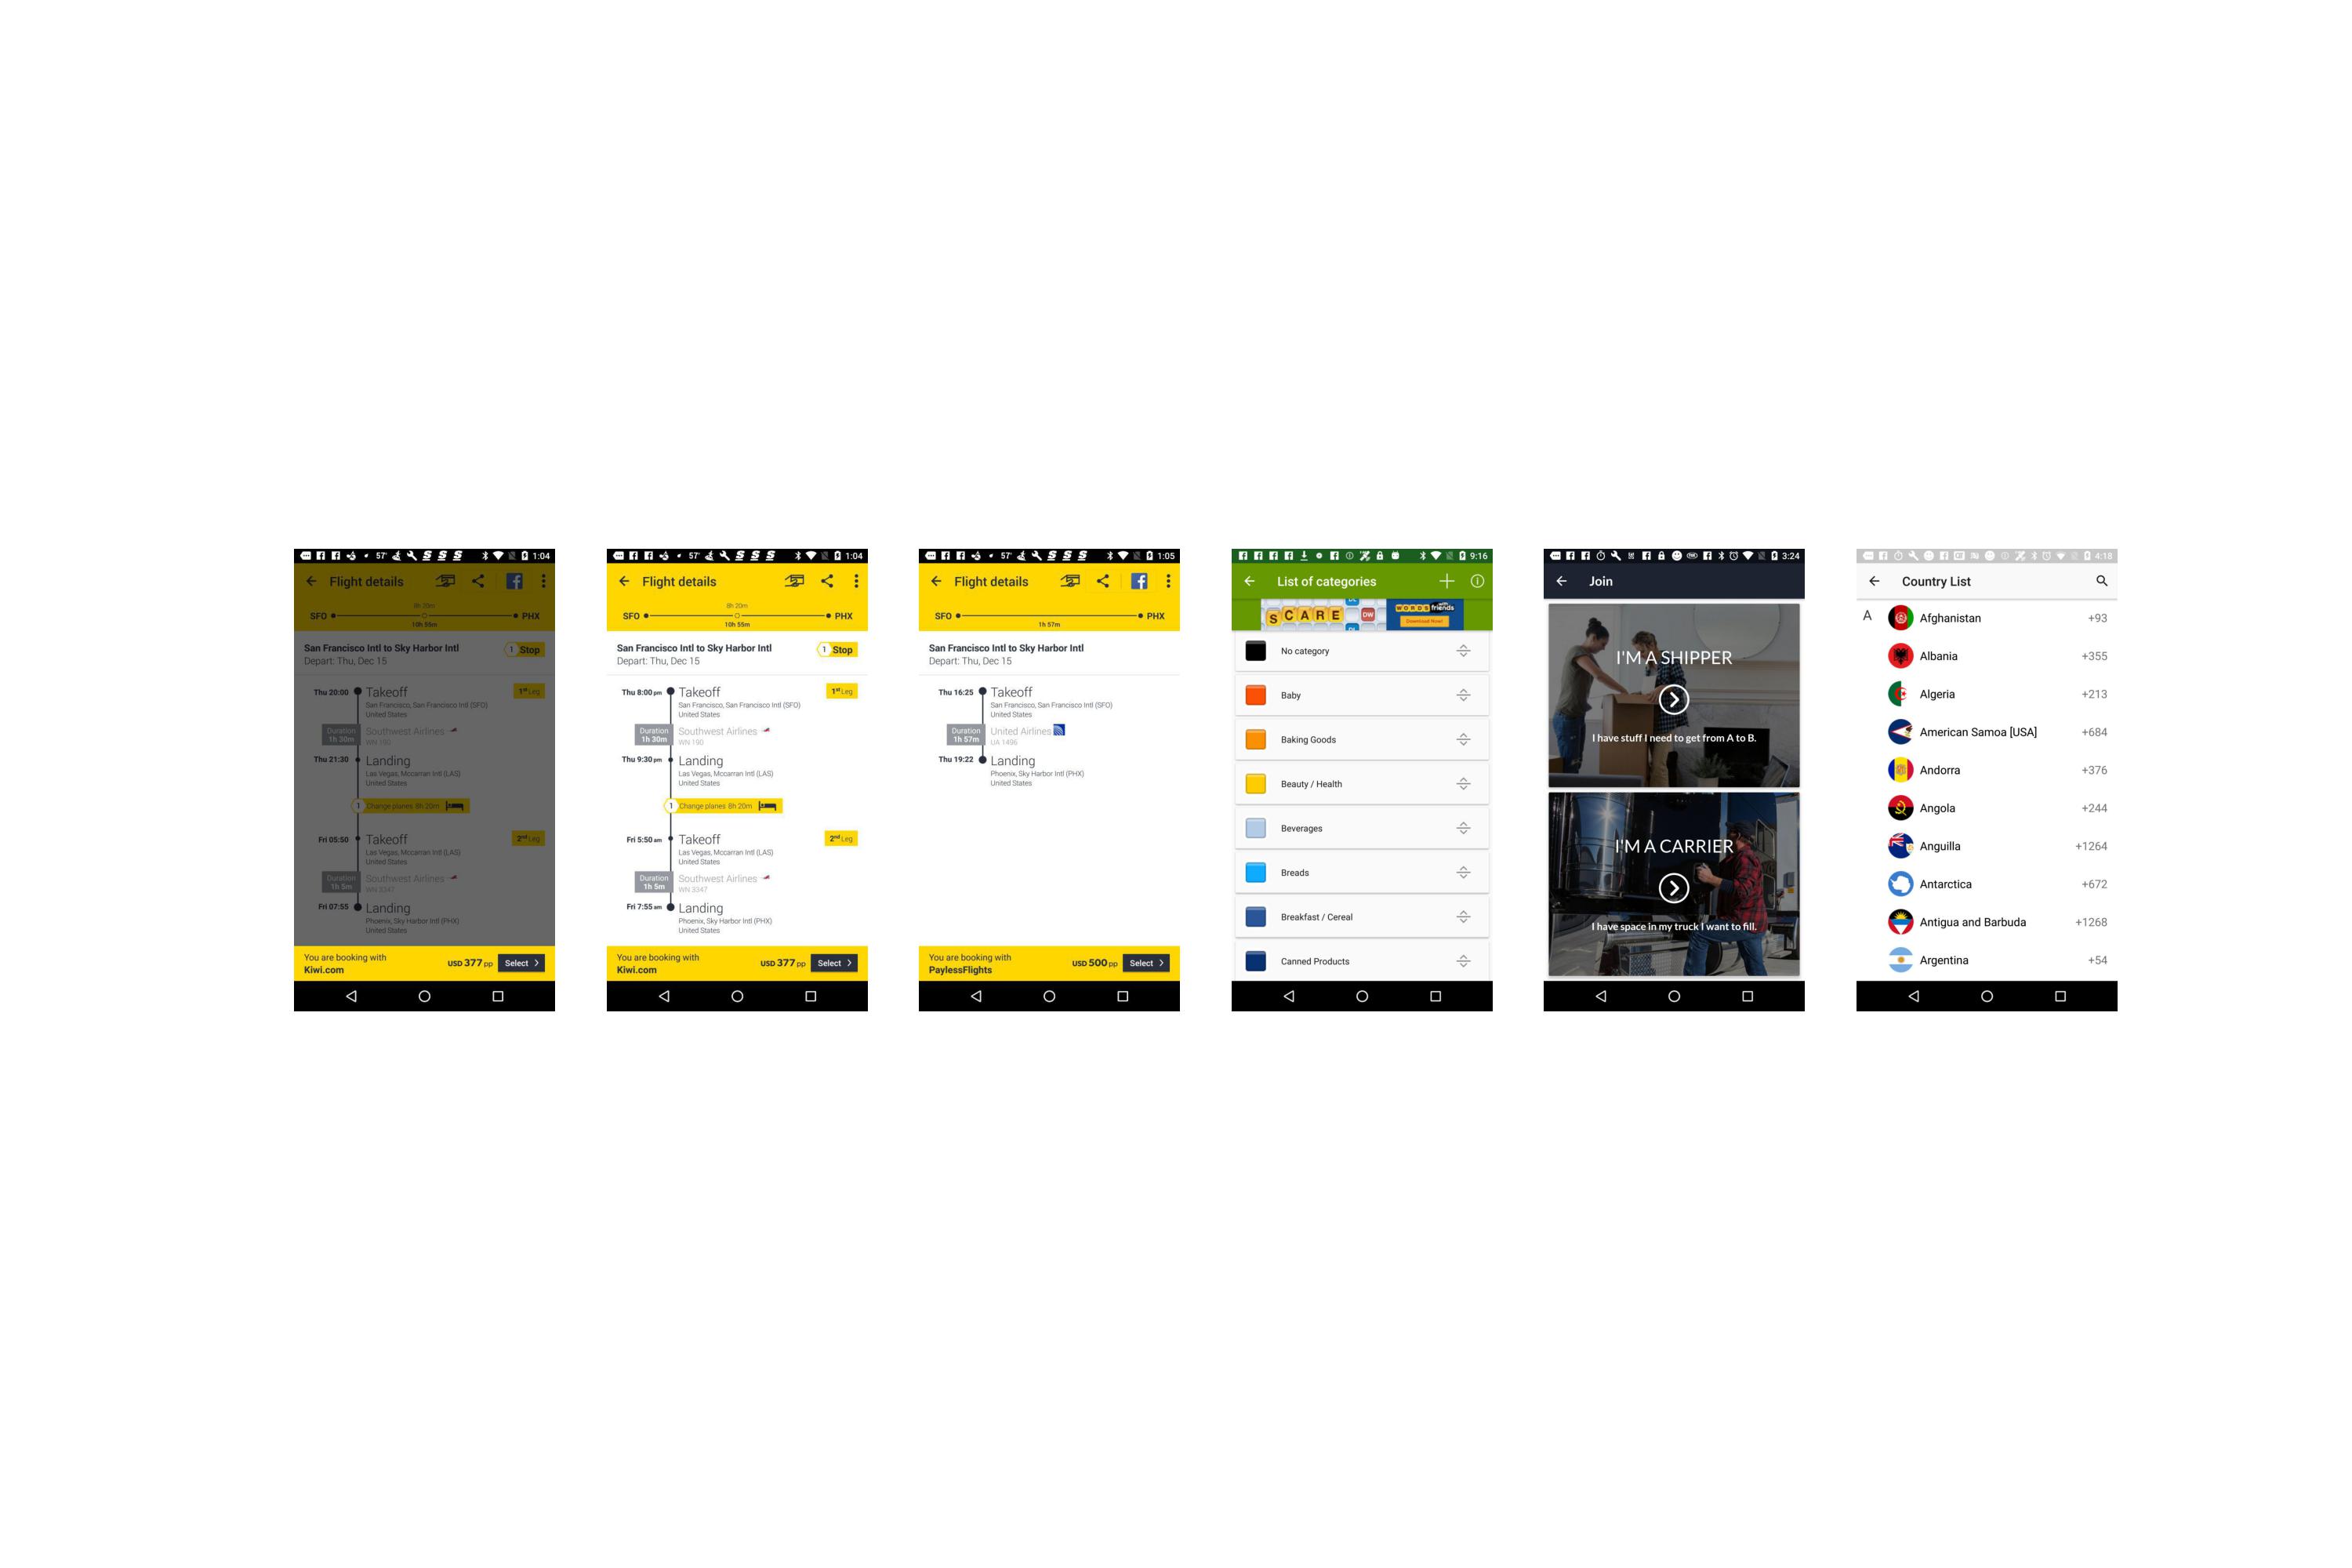 57°
1:04
Flight details
8h 20m
SFO
PHX
10h 55m
San Francisco Intl to Sky Harbor Intl
Depart: Thu, Dec 15
1 Stop
Thu 20:00
Takeoff
1st Leg
San Francisco, San Francisco Intl (SFO)
United States
Duration
1h 30m
Southwest Airlines
WN 190
Thu 21:30
Landing
Las Vegas, Mccarran Intl (LAS)
United States
1 Change planes 8h 20m
Fri 05:50
Takeoff
2nd Leg
Las Vegas, Mccarran Intl (LAS)
United States
Duration
1h 5m
Southwest Airlines
WN 3347
Fri 07:55
Landing
Phoenix, Sky Harbor Intl (PHX)
United States
You are booking with
Kiwi.com
USD 377 pp
Select
57°
1:04
Flight details
8h 20m
SFO
PHX
10h 55m
San Francisco Intl to Sky Harbor Intl
Depart: Thu, Dec 15
1 Stop
Thu 8:00 pm
Takeoff
1st Leg
San Francisco, San Francisco Intl (SFO)
United States
Duration
1h 30m
Southwest Airlines
WN 190
Thu 9:30 pm
Landing
Las Vegas, Mccarran Intl (LAS)
United States
1 Change planes 8h 20m
Fri 5:50 am
Takeoff
2nd Leg
Las Vegas, Mccarran Intl (LAS)
United States
Duration
1h 5m
Southwest Airlines
WN 3347
Fri 7:55 am
Landing
Phoenix, Sky Harbor Intl (PHX)
United States
You are booking with
Kiwi.com
USD 377 pp
Select
57°
1:05
Flight details
SFO
PHX
1h 57m
San Francisco Intl to Sky Harbor Intl
Depart: Thu, Dec 15
Thu 16:25
Takeoff
San Francisco, San Francisco Intl (SFO)
United States
Duration
1h 57m
United Airlines
UA 1496
Thu 19:22
Landing
Phoenix, Sky Harbor Intl (PHX)
United States
You are booking with
PaylessFlights
USD 500 pp
Select
9:16
List of categories
SCARE
DW
WORDS with friends
Download Now!
No category
Baby
Baking Goods
Beauty / Health
Beverages
Breads
Breakfast / Cereal
Canned Products
3:24
Join
I'M A SHIPPER
I have stuff I need to get from A to B.
I'M A CARRIER
I have space in my truck I want to fill.
4:18
Country List
A
Afghanistan +93
Albania +355
Algeria +213
American Samoa [USA] +684
Andorra +376
Angola +244
Anguilla +1264
Antarctica +672
Antigua and Barbuda +1268
Argentina +54